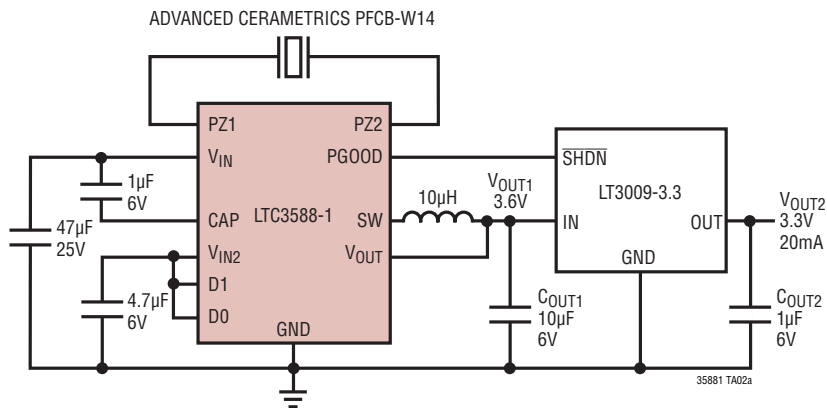 ADVANCED CERAMETRICS PFCB-W14
PZ1
PZ2
VIN
PGOOD
SHDN
1µF
6V
10µH
VOUT1
3.6V
LT3009-3.3
VOUT2
3.3V
20mA
CAP
LTC3588-1
SW
IN
OUT
47µF
25V
VIN2
VOUT
GND
D1
4.7µF
6V
D0
GND
COUT1
10µF
6V
COUT2
1µF
6V
35881 TA02a